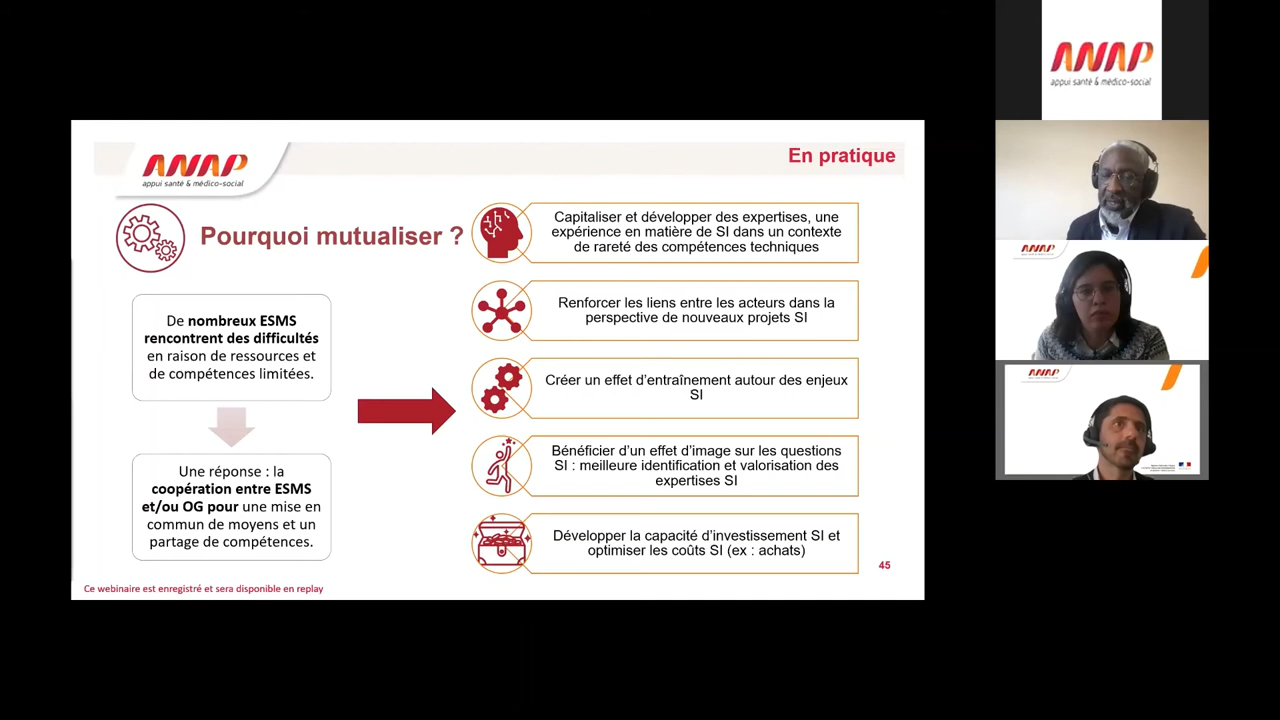 ANAP
appui santé & médico-social
En pratique
Pourquoi mutualiser ?
De nombreux ESMS
rencontrent des difficultés
en raison de ressources et
de compétences limitées.
Une réponse : la
coopération entre ESMS
et/ou OG pour une mise en
commun de moyens et un
partage de compétences.
Capitaliser et développer des expertises, une
expérience en matière de SI dans un contexte
de rareté des compétences techniques
Renforcer les liens entre les acteurs dans la
perspective de nouveaux projets SI
Créer un effet d’entraînement autour des enjeux
SI
Bénéficier d’un effet d’image sur les questions
SI : meilleure identification et valorisation des
expertises SI
Développer la capacité d’investissement SI et
optimiser les coûts SI (ex : achats)
45
Ce webinaire est enregistré et sera disponible en replay
ANAP
appui santé & médico-social
ANAP
ANAP